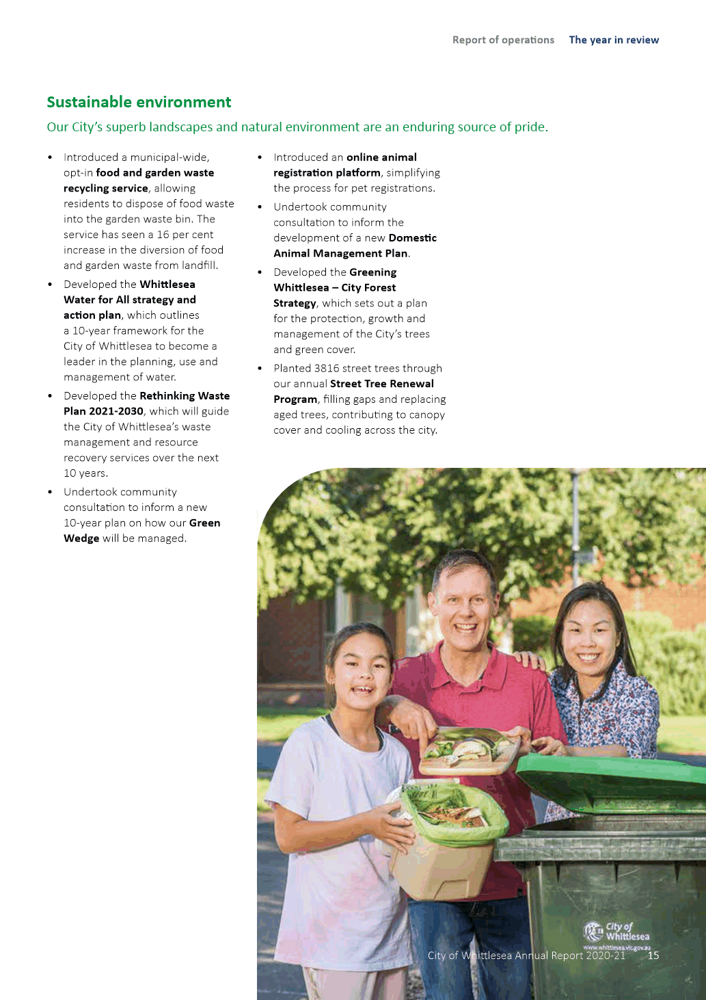 Report of operations The year in review
Sustainable environment
Our City's superb landscapes and natural environment are an enduring source of pride.
• Introduced a municipal-wide,
opt-in food and garden waste
recycling service, allowing
residents to dispose of food waste
into the garden waste bin. The
service has seen a 16 per cent
increase in the diversion of food
and garden waste from landfill.
• Developed the Whittlesea
Water for All strategy and
action plan, which outlines
a 10-year framework for the
City of Whittlesea to become a
leader in the planning, use and
management of water.
• Developed the Rethinking Waste
Plan 2021-2030, which will guide
the City of Whittlesea's waste
management and resource
recovery services over the next
10 years.
• Undertook community
consultation to inform a new
10-year plan on how our Green
Wedge will be managed.
• Introduced an online animal
registration platform, simplifying
the process for pet registrations.
• Undertook community
consultation to inform the
development of a new Domestic
Animal Management Plan.
• Developed the Greening
Whittlesea – City Forest
Strategy, which sets out a plan
for the protection, growth and
management of the City's trees
and green cover.
• Planted 3816 street trees through
our annual Street Tree Renewal
Program, filling gaps and replacing
aged trees, contributing to canopy
cover and cooling across the city.
City of
Whittlesea
www.whittlesea.vic.gov.au
City of Whittlesea Annual Report 2020-21 15